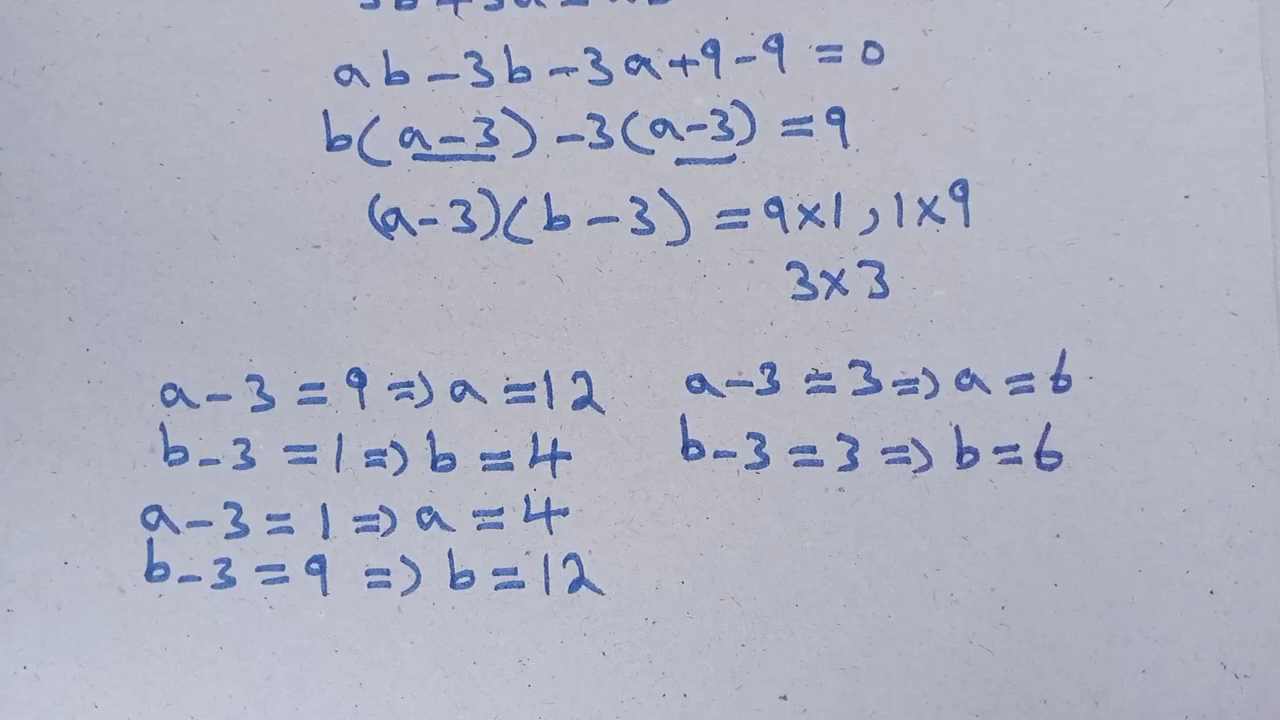 ab - 3b - 3a + 9 - 9 = 0
b(a - 3) - 3(a - 3) = 9
(a - 3)(b - 3) = 9 × 1, 1 × 9
3 × 3
a - 3 = 9 => a = 12
b - 3 = 1 => b = 4
a - 3 = 1 => a = 4
b - 3 = 9 => b = 12
a - 3 = 3 => a = 6
b - 3 = 3 => b = 6